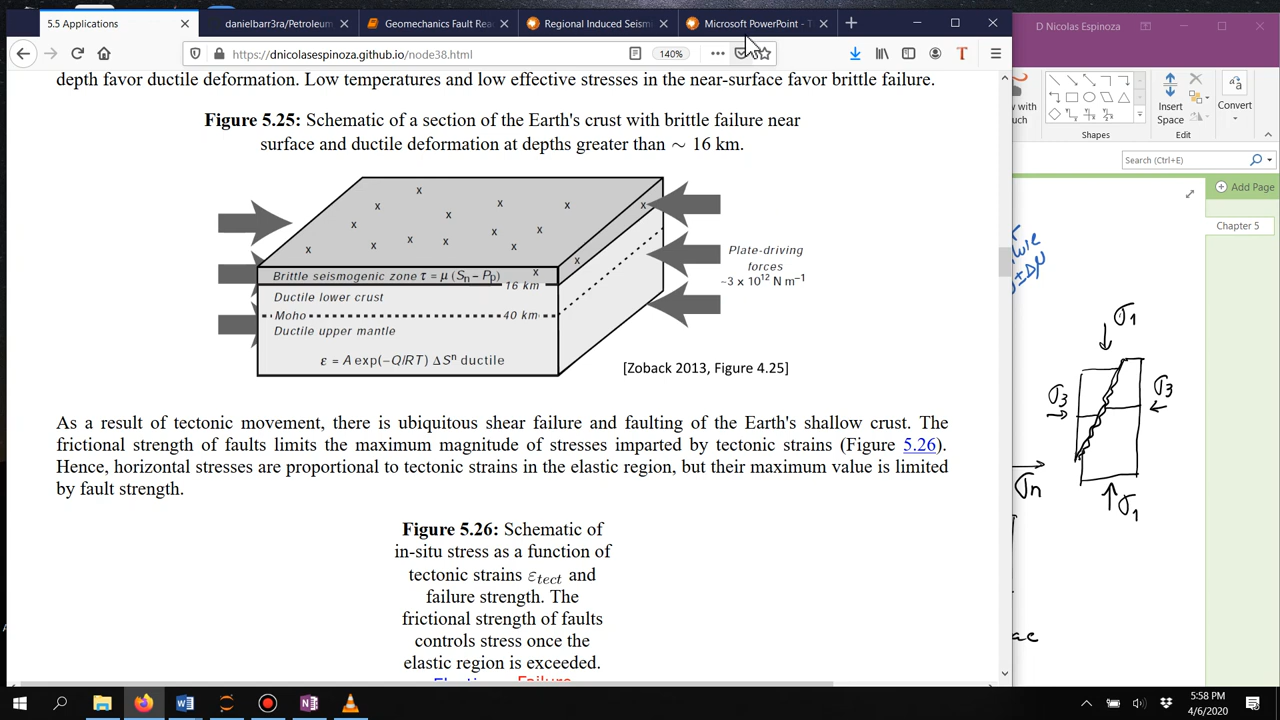 5.5 Applications
danielbarr3ra/Petroleum
Geomechanics Fault Reac
Regional Induced Seism
Microsoft PowerPoint - T
D Nicolas Espinoza
https://dnicolasespinoza.github.io/node38.html
140%
w with
ouch
Insert
Space
Convert
Shapes
Edit
Search (Ctrl+E)
Add Page
Chapter 5
depth favor ductile deformation. Low temperatures and low effective stresses in the near-surface favor brittle failure.
Figure 5.25: Schematic of a section of the Earth's crust with brittle failure near
surface and ductile deformation at depths greater than ∼ 16 km.
Brittle seismogenic zone τ = μ (Sn – Pp)
16 km
Ductile lower crust
Moho
40 km
Ductile upper mantle
ε = A exp(–Q/RT) ΔSⁿ ductile
Plate-driving
forces
~3 x 10¹² N m⁻¹
[Zoback 2013, Figure 4.25]
As a result of tectonic movement, there is ubiquitous shear failure and faulting of the Earth's shallow crust. The
frictional strength of faults limits the maximum magnitude of stresses imparted by tectonic strains (Figure 5.26).
Hence, horizontal stresses are proportional to tectonic strains in the elastic region, but their maximum value is limited
by fault strength.
Figure 5.26: Schematic of
in-situ stress as a function of
tectonic strains εtect and
failure strength. The
frictional strength of faults
controls stress once the
elastic region is exceeded.
σ1
σ3
σ3
σn
σ1
5:58 PM
4/6/2020